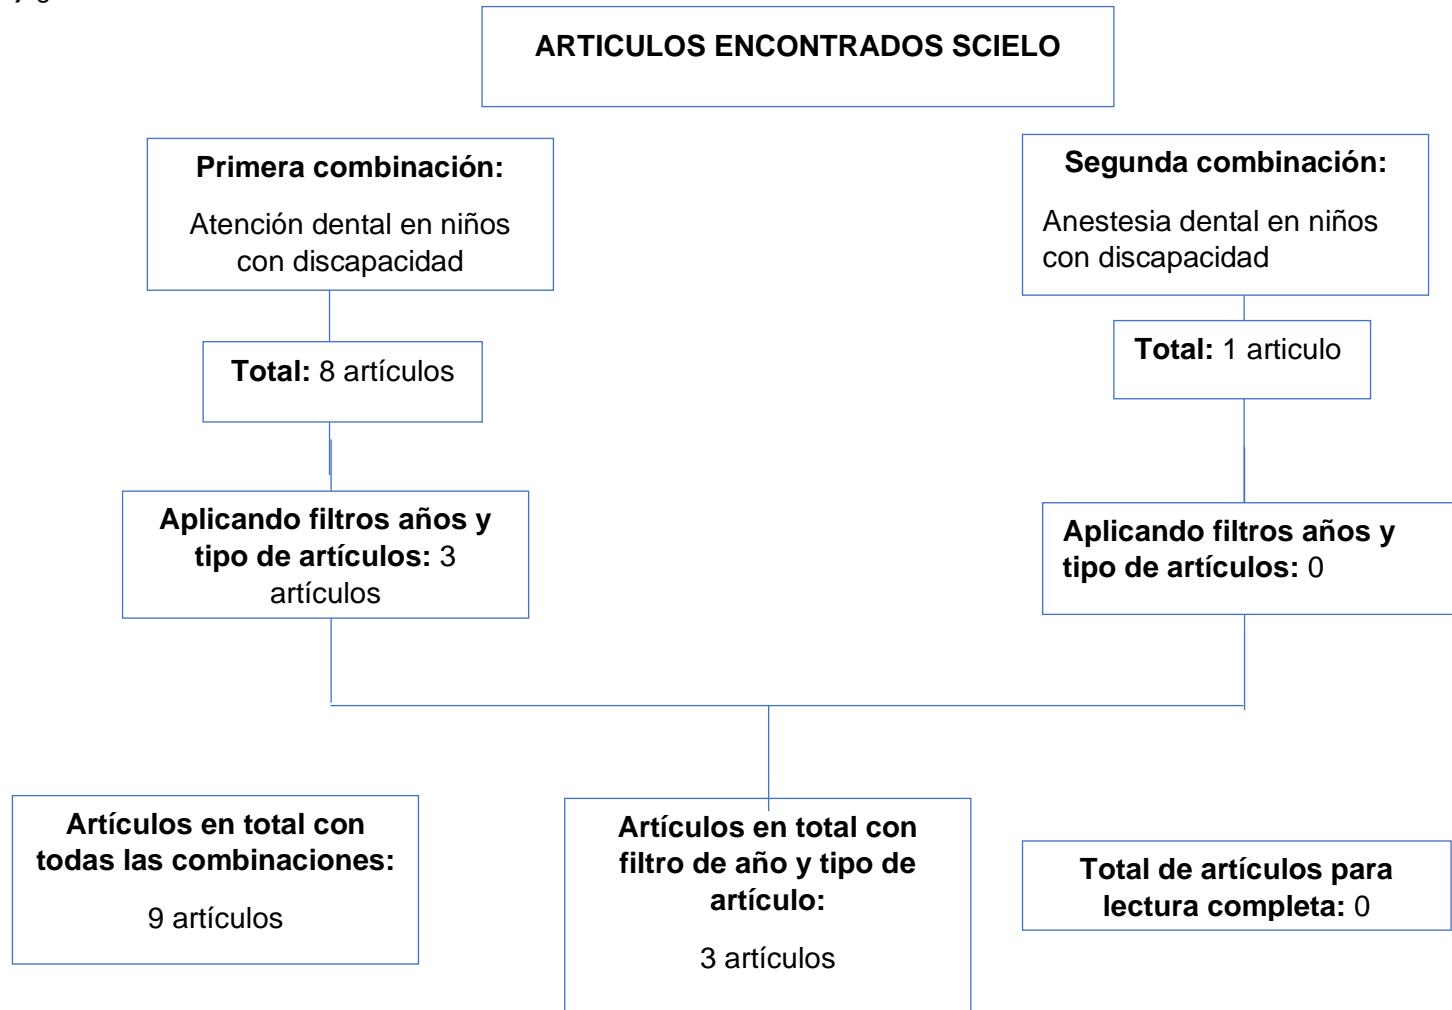 ARTICULOS ENCONTRADOS SCIELO
Primera combinación:
Atención dental en niños
con discapacidad
Segunda combinación:
Anestesia dental en niños
con discapacidad
Total: 8 artículos
Total: 1 articulo
Aplicando filtros años y
tipo de artículos: 3
artículos
Aplicando filtros años y
tipo de artículos: 0
Artículos en total con
todas las combinaciones:
9 artículos
Artículos en total con
filtro de año y tipo de
artículo:
3 artículos
Total de artículos para
lectura completa: 0